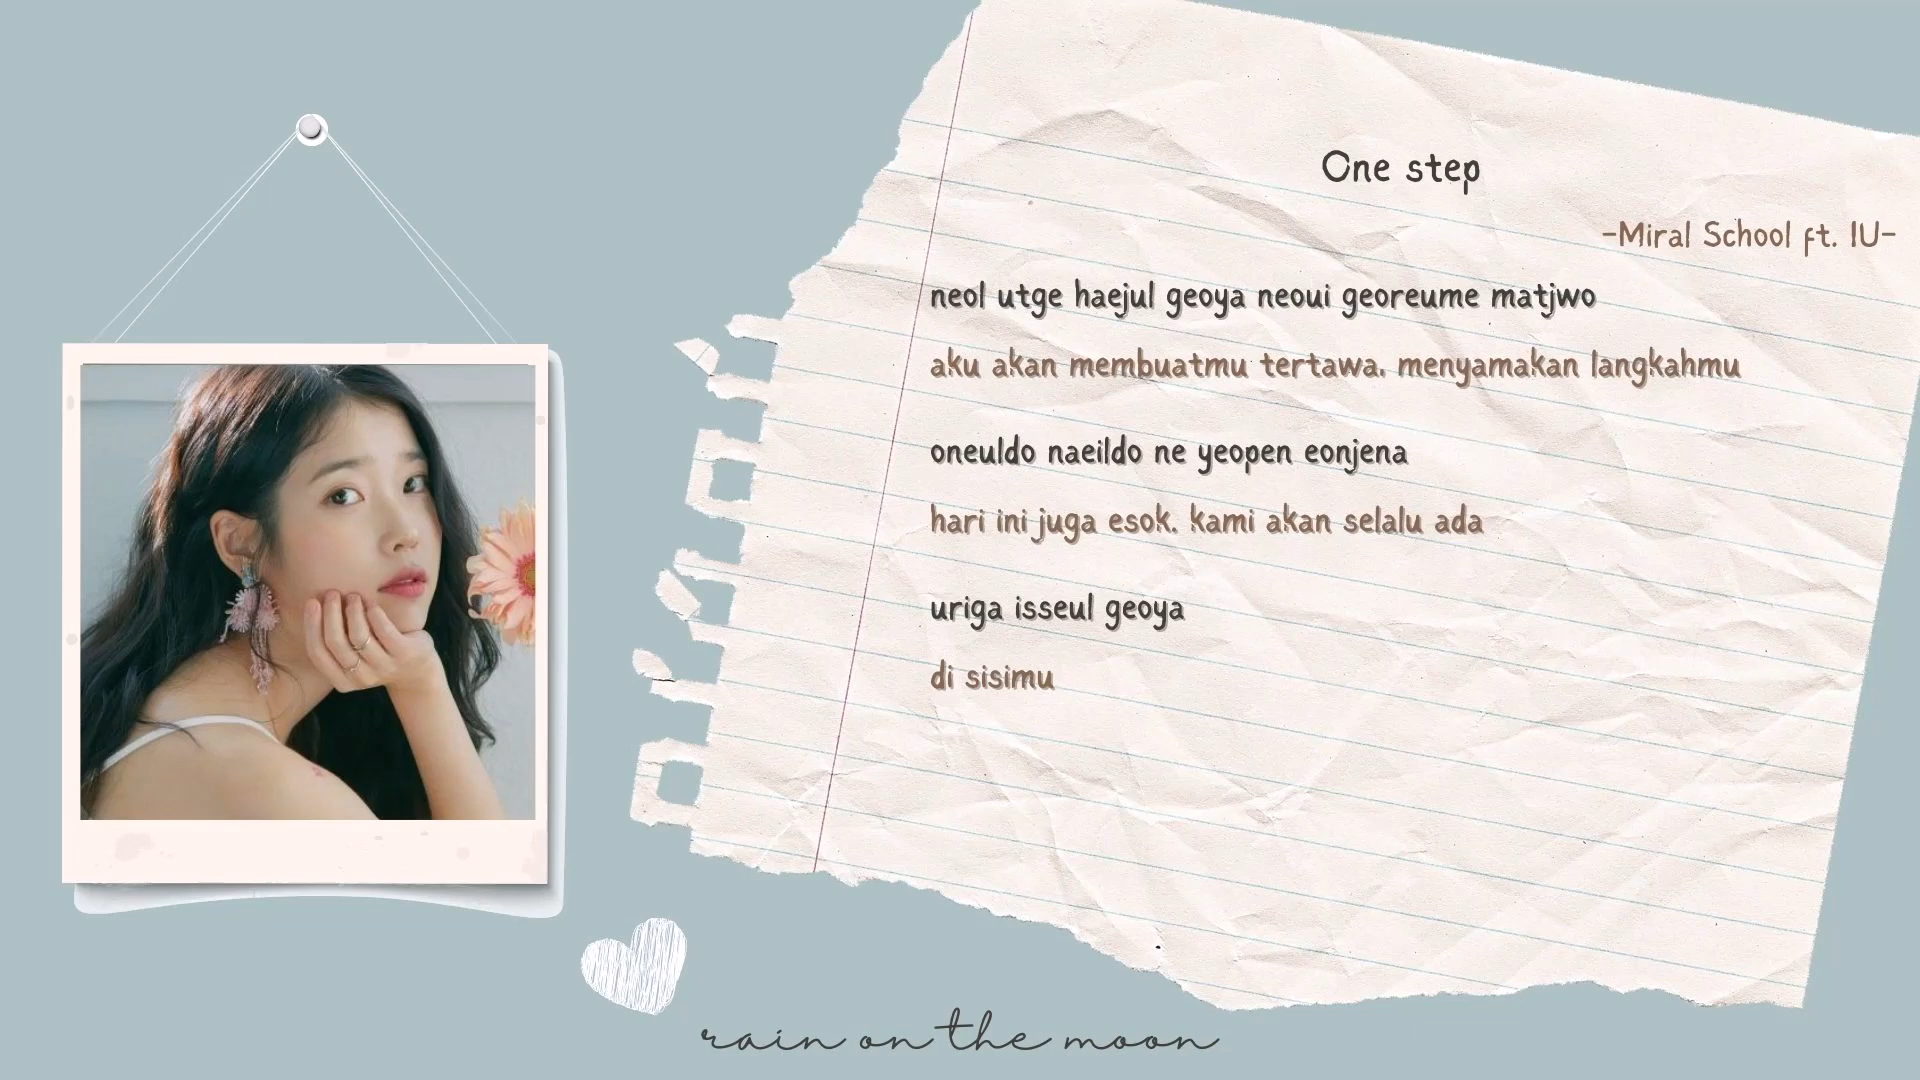 One step
-Miral School ft. IU-
neol utge haejul geoya neoui georeume matjwo
aku akan membuatmu tertawa, menyamakan langkahmu
oneuldo naeildo ne yeopen eonjena
hari ini juga esok, kami akan selalu ada
uriga isseul geoya
di sisimu
rain on the moon